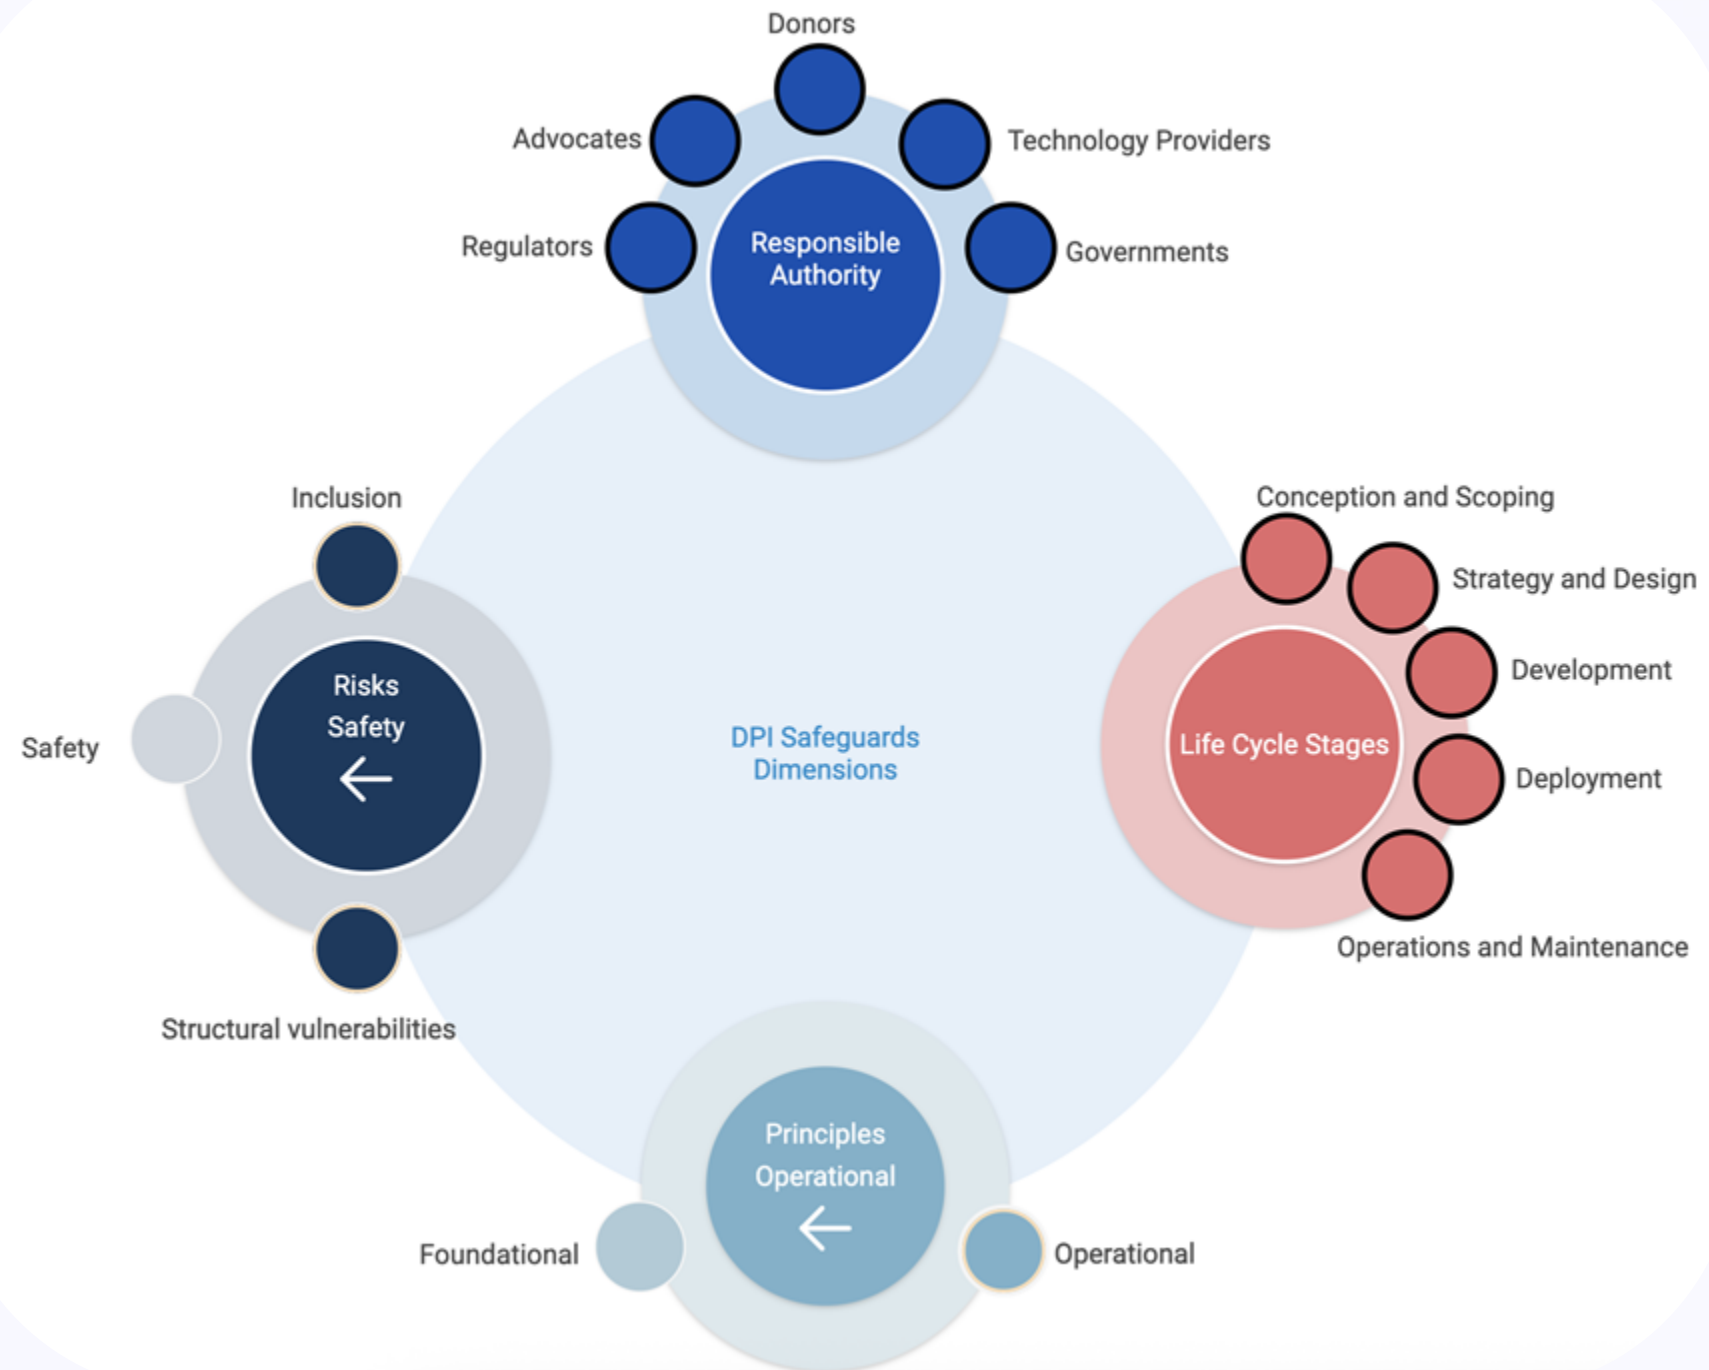 Donors
Advocates
Technology Providers
Regulators
Governments
Responsible
Authority
Inclusion
Risks
Safety
Safety
Structural vulnerabilities
DPI Safeguards
Dimensions
Conception and Scoping
Strategy and Design
Development
Life Cycle Stages
Deployment
Operations and Maintenance
Principles
Operational
Foundational
Operational